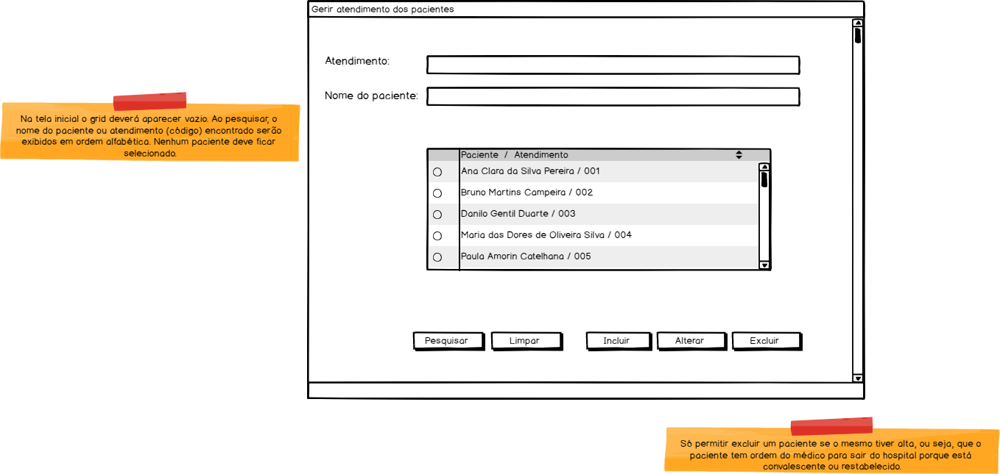 Gerir atendimento dos pacientes
Atendimento:
Nome do paciente:
Na tela inicial o grid deverá aparecer vazio. Ao pesquisar, o
nome do paciente ou atendimento (código) encontrado serão
exibidos em ordem alfabética. Nenhum paciente deve ficar
selecionado.
Paciente / Atendimento
Ana Clara da Silva Pereira / 001
Bruno Martins Campeira / 002
Danilo Gentil Duarte / 003
Maria das Dores de Oliveira Silva / 004
Paula Amorin Catelhana / 005
Pesquisar Limpar Incluir Alterar Excluir
Só permitir excluir um paciente se o mesmo tiver alta, ou seja, que o
paciente tem ordem do médico para sair do hospital porque está
convalescente ou restabelecido.